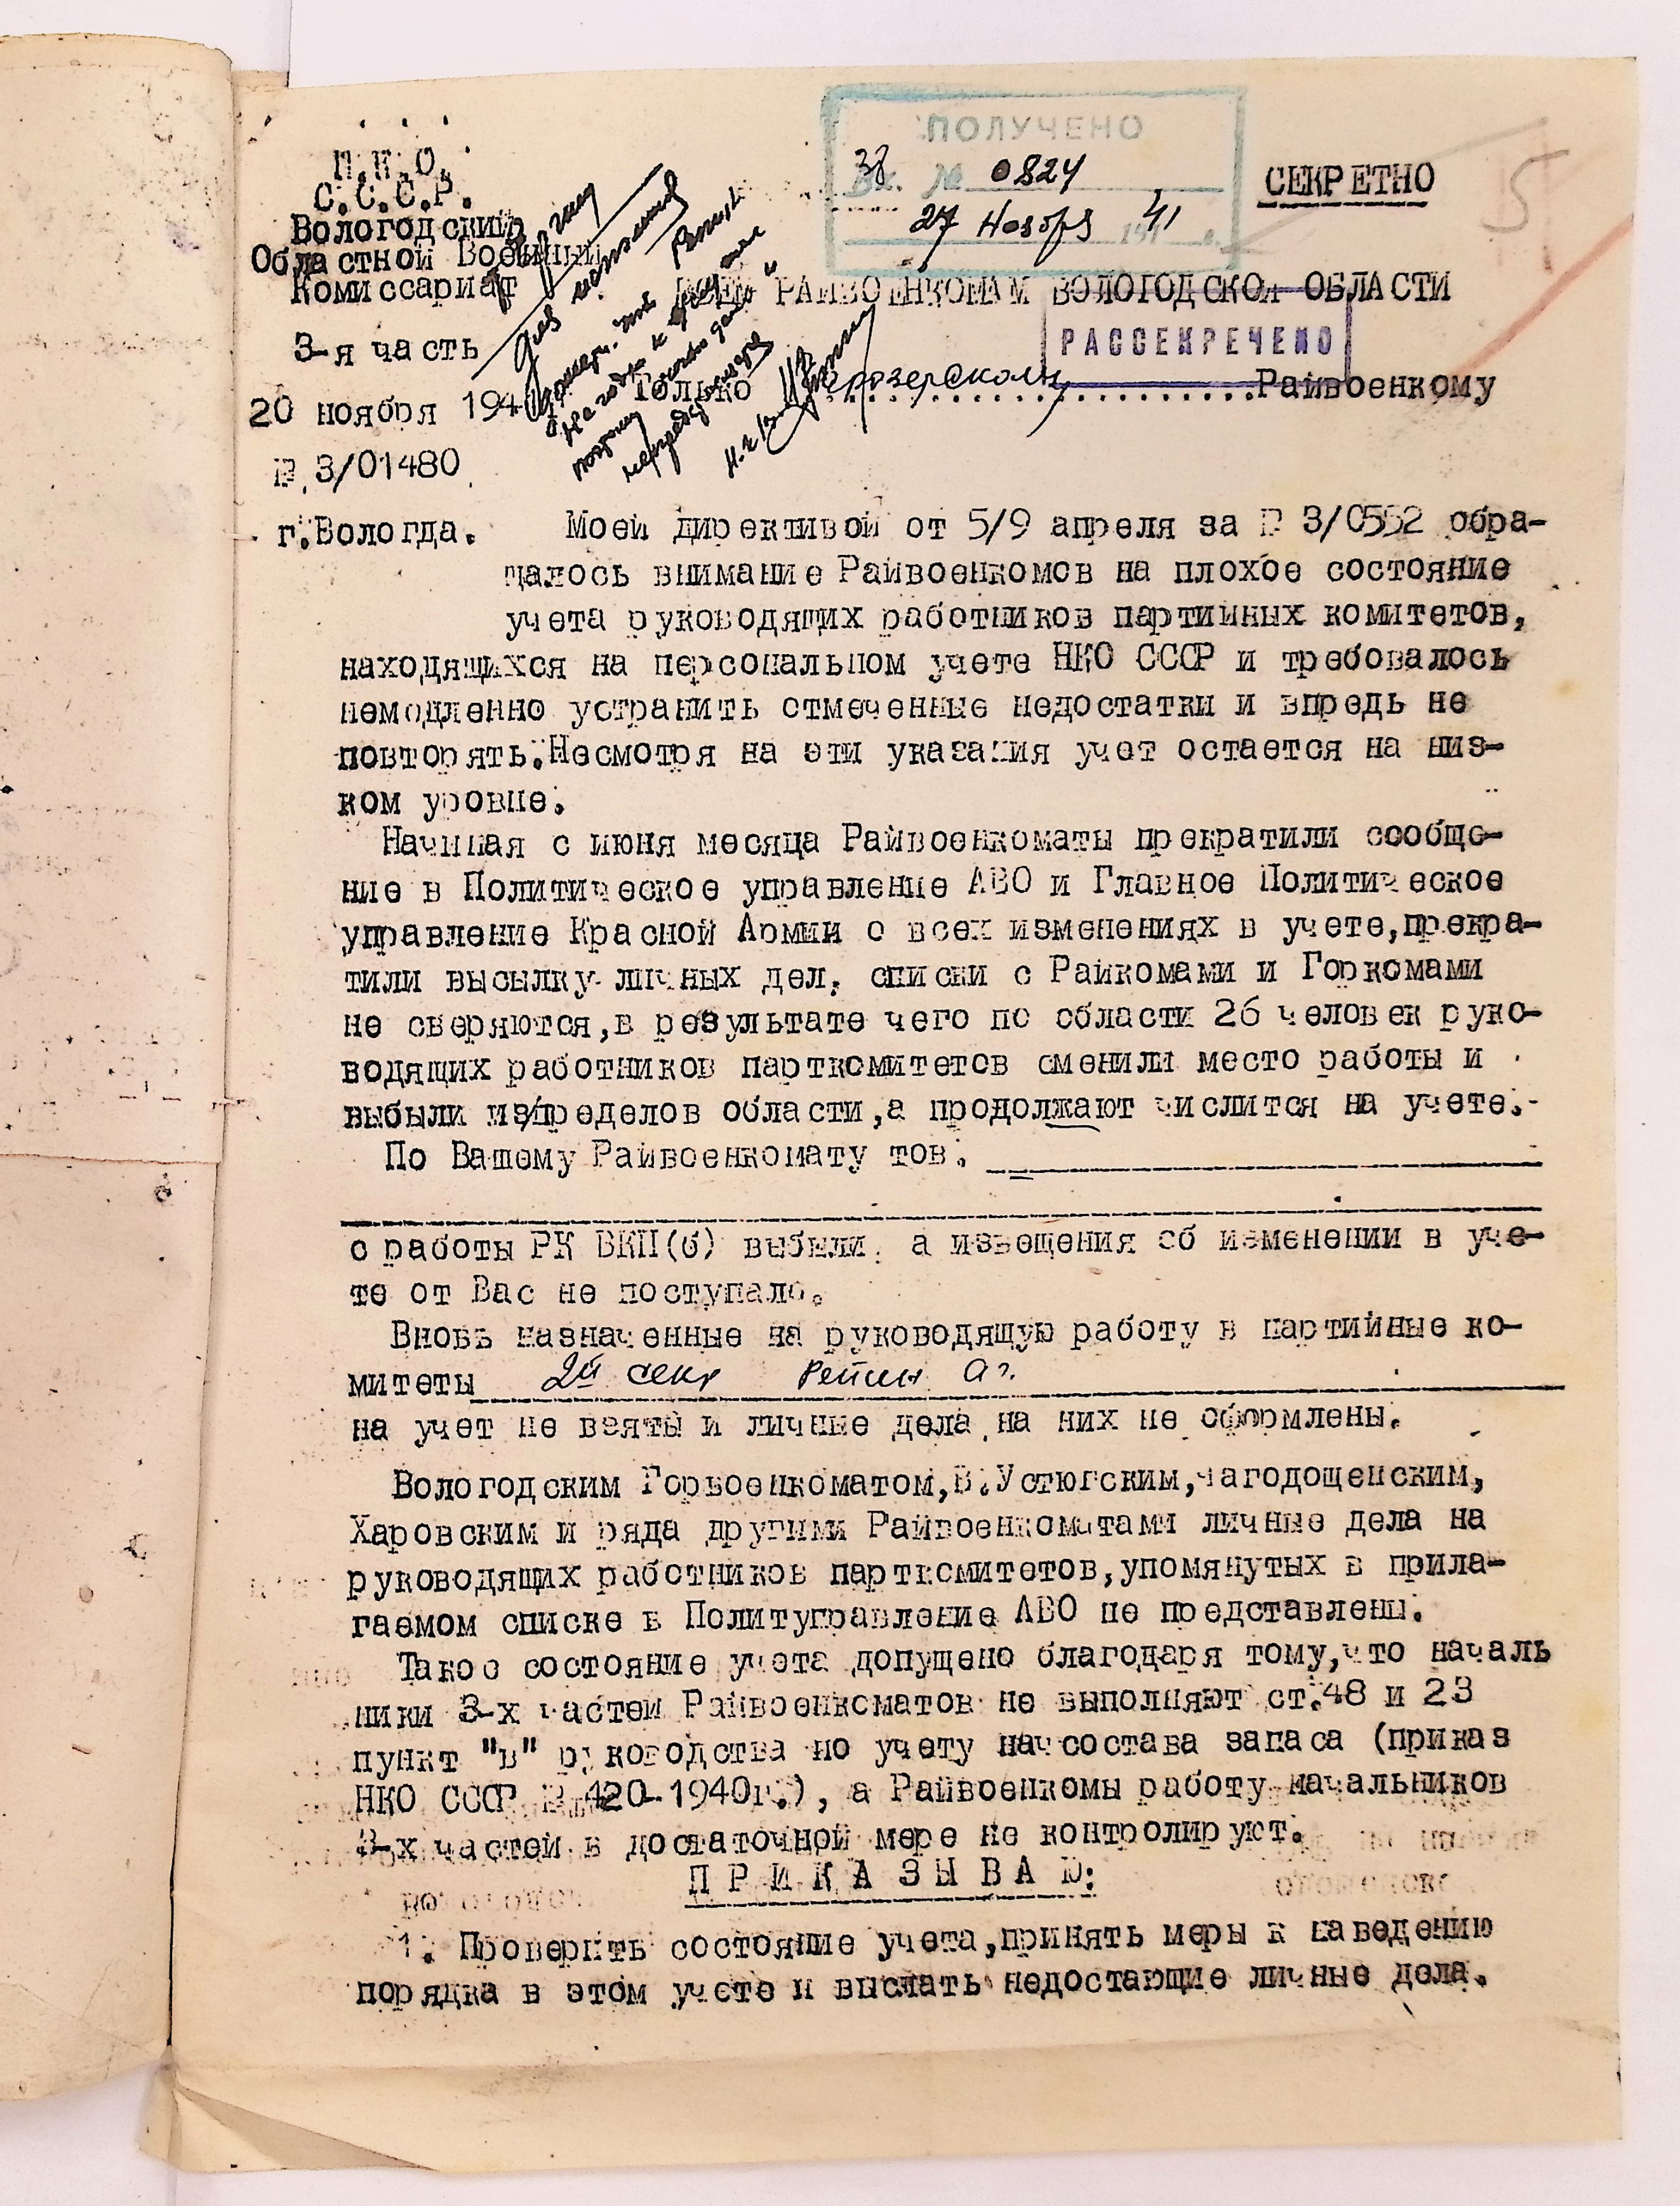 ПОЛУЧЕНО
Вх. № 0824
27 Ноября 41
СЕКРЕТНО
Н.К.О.
С.С.С.Р.
Вологодский
Областной Военный
Комиссариат
3-я часть
20 ноября 194
№ 3/01480
г.Вологда.
ВСЕМ РАЙВОЕНКОМАМ ВОЛОГОДСКОЙ ОБЛАСТИ
РАССЕКРЕЧЕНО
Только Райвоенкому
Моей директивой от 5/9 апреля за № 3/0552 обра-
щалось внимание Райвоенкомов на плохое состояние
учета руководящих работников партийных комитетов,
находящихся на персональном учете НКО СССР и требовалось
немедленно устранить отмеченные недостатки и впредь не
повторять.Несмотря на эти указания учет остается на низ-
ком уровне.
Начиная с июня месяца Райвоенкоматы прекратили сообще-
ние в Политическое управление АВО и Главное Политическое
управление Красной Армии о всех изменениях в учете,прекра-
тили высылку личных дел, списки с Райкомами и Горкомами
не сверяются,в результате чего по области 26 человек руко-
водящих работников парткомитетов сменили место работы и
выбыли из/пределов области,а продолжают числится на учете.
По Вашему Райвоенкомату тов.
с работы РК ВКП(б) выбыли, а извещения об изменении в уче-
те от Вас не поступало.
Вновь назначенные на руководящую работу в партийные ко-
митеты 2й секр Репин А г.
на учет не взяты и личные дела на них не оформлены.
Вологодским Горвоенкоматом,В.Устюгским,Чагодощенским,
Харовским и ряда другими Райвоенкоматами личные дела на
руководящих работников парткомитетов,упомянутых в прила-
гаемом списке в Политуправление АВО не представлены.
Такое состояние учета допущено благодаря тому,что началь
ники 3-х частей Райвоенкоматов не выполняют ст.48 и 23
пункт "в" руководства по учету начсостава запаса (приказ
НКО СССР № 420-1940г.), а Райвоенкомы работу начальников
3-х частей в достаточной мере не контролируют.
П Р И К А З Ы В А Ю:
1. Проверить состояние учета,принять меры к наведению
порядка в этом учете и выслать недостающие личные дела.